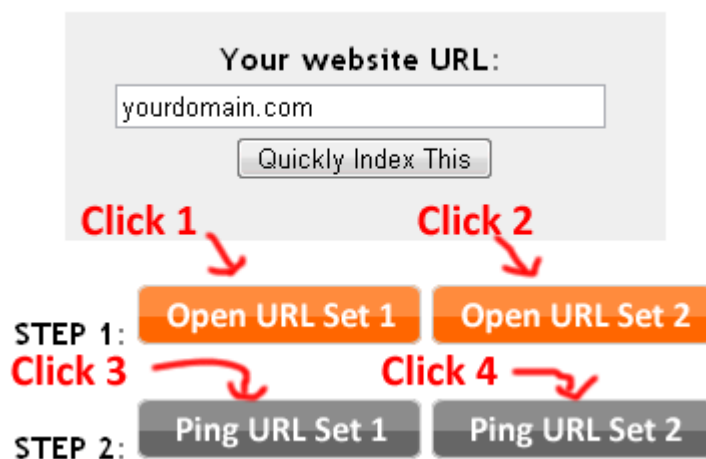 Your website URL:
yourdomain.com
Quickly Index This
Click 1 Click 2
STEP 1: Open URL Set 1 Open URL Set 2
Click 3 Click 4
STEP 2: Ping URL Set 1 Ping URL Set 2